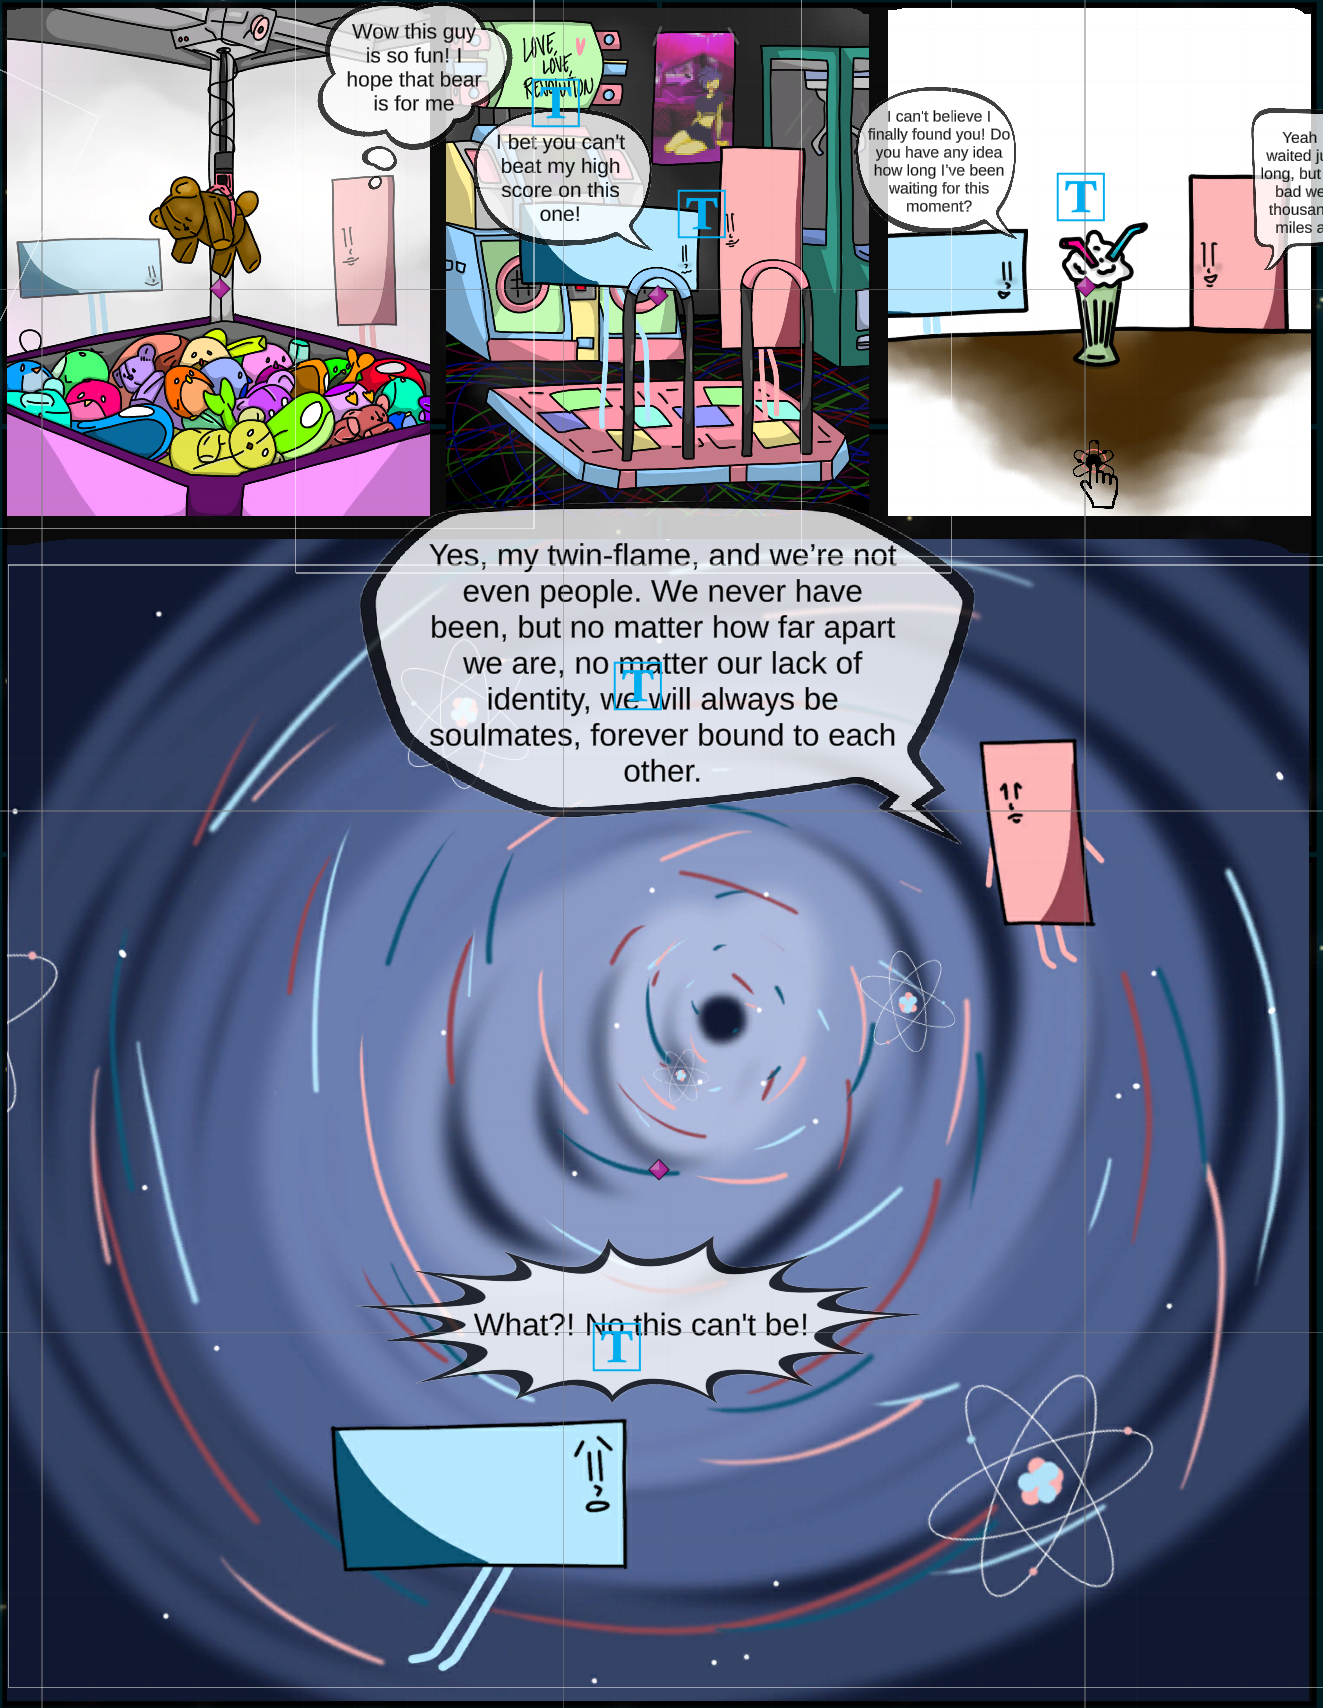 Wow this guy
is so fun! I
hope that bear
is for me
LOVE,
LOVE,
REVOLUTION
I bet you can't
beat my high
score on this
one!
I can't believe I
finally found you! Do
you have any idea
how long I've been
waiting for this
moment?
Yeah
waited
long, but
bad we
miles
Yes, my twin-flame, and we’re not
even people. We never have
been, but no matter how far apart
we are, no matter our lack of
identity, we will always be
soulmates, forever bound to each
other.
What?! No this can't be!
T
T
T
T
T